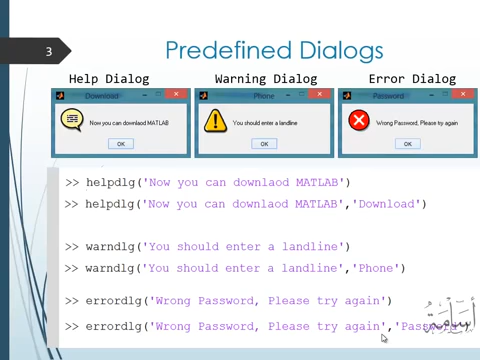 3
Predefined Dialogs
Help Dialog
Warning Dialog
Error Dialog
Download
Phone
Password
Now you can downlaod MATLAB
You should enter a landline
Wrong Password, Please try again
OK
OK
OK
>> helpdlg('Now you can downlaod MATLAB')
>> helpdlg('Now you can downlaod MATLAB','Download')
>> warndlg('You should enter a landline')
>> warndlg('You should enter a landline','Phone')
>> errordlg('Wrong Password, Please try again')
>> errordlg('Wrong Password, Please try again','Password
أسامة